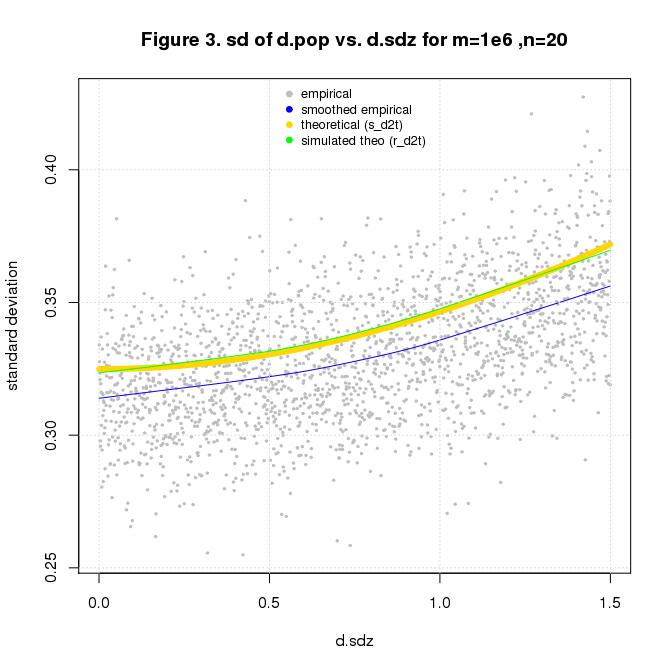 Figure 3. sd of d.pop vs. d.sdz for m=1e6 ,n=20
empirical
smoothed empirical
theoretical (s_d2t)
simulated theo (r_d2t)
standard deviation
0.40
0.35
0.30
0.25
0.0 0.5 1.0 1.5
d.sdz